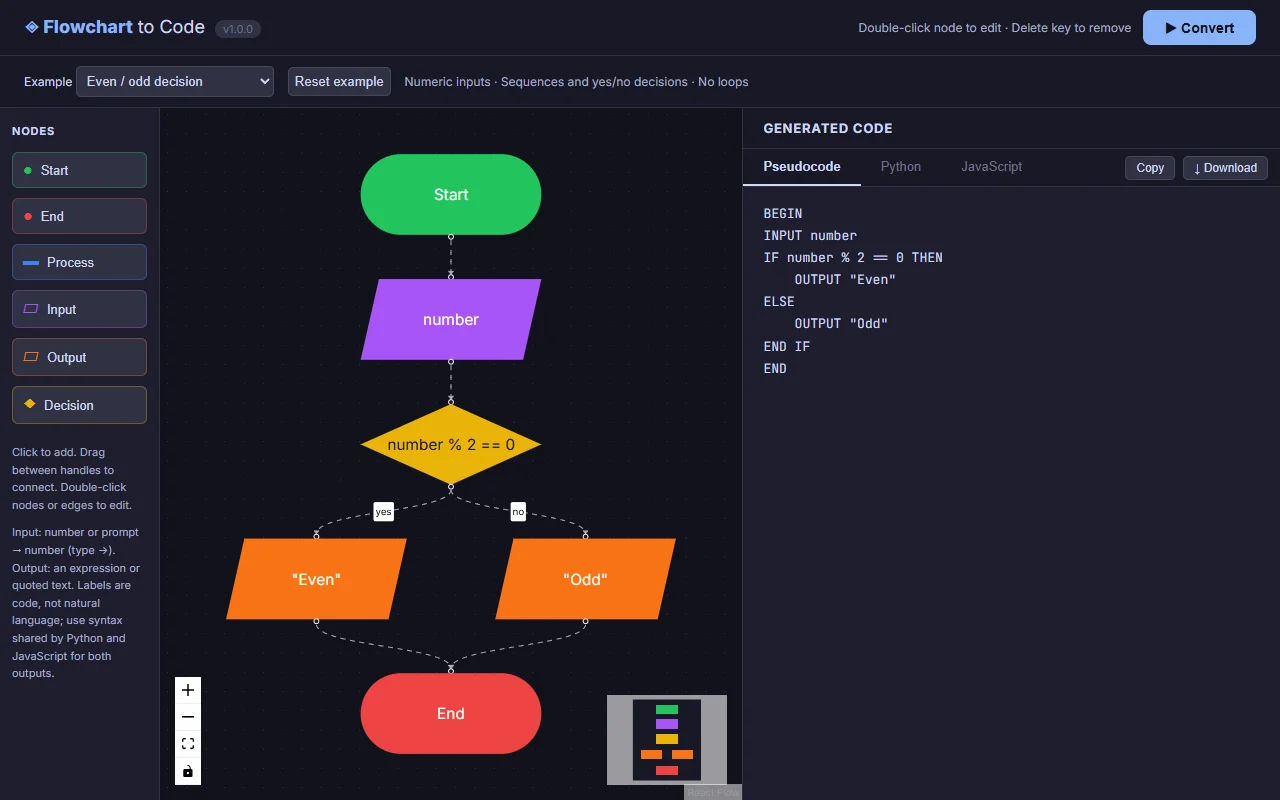 ◈ Flowchart to Code v1.0.0
Double-click node to edit · Delete key to remove
▶ Convert
Example
Even / odd decision
Reset example
Numeric inputs · Sequences and yes/no decisions · No loops
NODES
Start
End
Process
Input
Output
Decision
Click to add. Drag
between handles to
connect. Double-click
nodes or edges to edit.
Input: number or prompt
→ number (type ->).
Output: an expression or
quoted text. Labels are
code, not natural
language; use syntax
shared by Python and
JavaScript for both
outputs.
Start
number
number % 2 == 0
yes
no
"Even"
"Odd"
End
React Flow
GENERATED CODE
Pseudocode
Python
JavaScript
Copy
↓ Download
BEGIN
INPUT number
IF number % 2 == 0 THEN
    OUTPUT "Even"
ELSE
    OUTPUT "Odd"
END IF
END